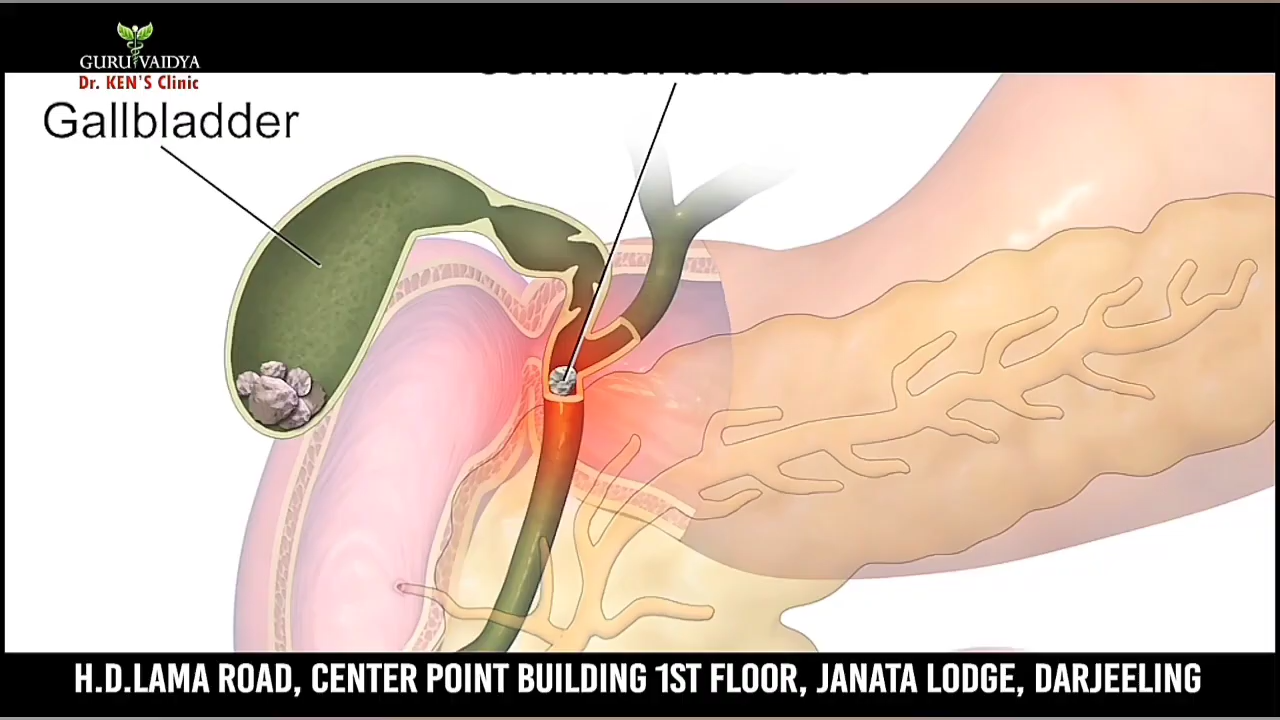 GURU VAIDYA
Dr. KEN'S Clinic
Gallbladder
H.D.LAMA ROAD, CENTER POINT BUILDING 1ST FLOOR, JANATA LODGE, DARJEELING